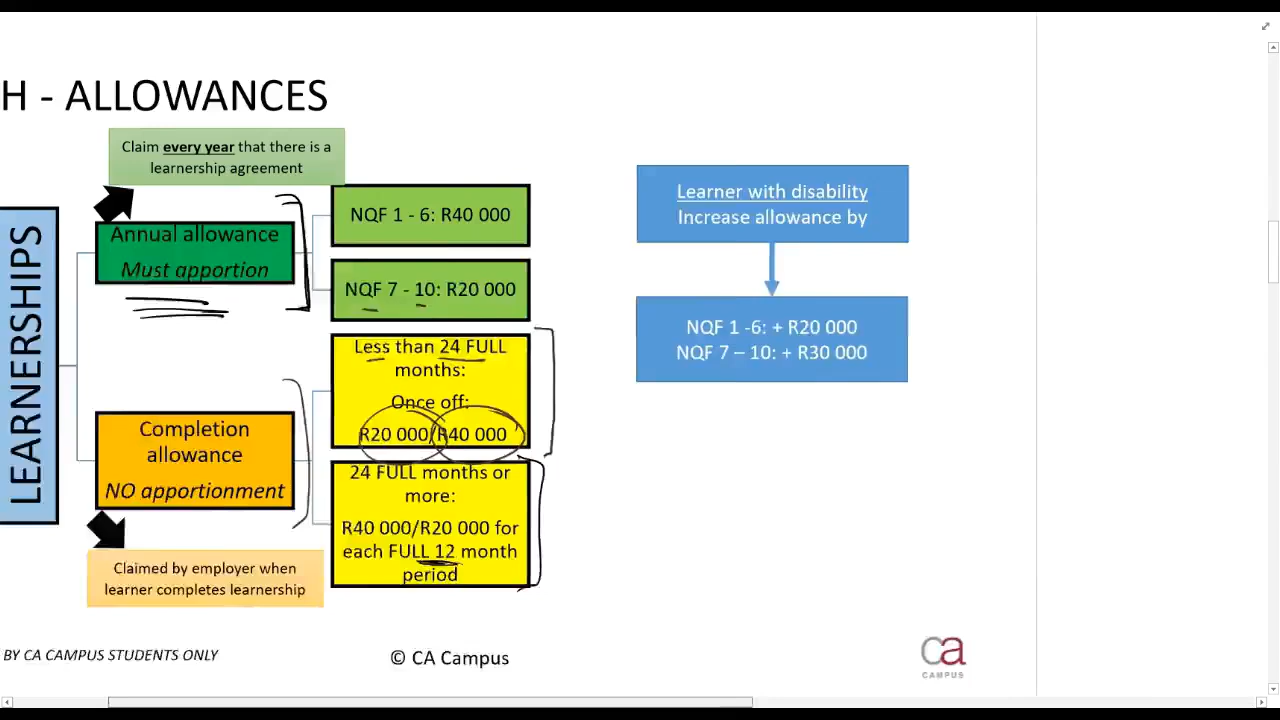 H - ALLOWANCES
Claim every year that there is a
learnership agreement
LEARNERSHIPS
Annual allowance
Must apportion
NQF 1 - 6: R40 000
NQF 7 - 10: R20 000
Completion
allowance
NO apportionment
Less than 24 FULL
months:
Once off:
R20 000/R40 000
24 FULL months or
more:
R40 000/R20 000 for
each FULL 12 month
period
Claimed by employer when
learner completes learnership
Learner with disability
Increase allowance by
NQF 1 -6: + R20 000
NQF 7 – 10: + R30 000
BY CA CAMPUS STUDENTS ONLY
© CA Campus
ca
CAMPUS